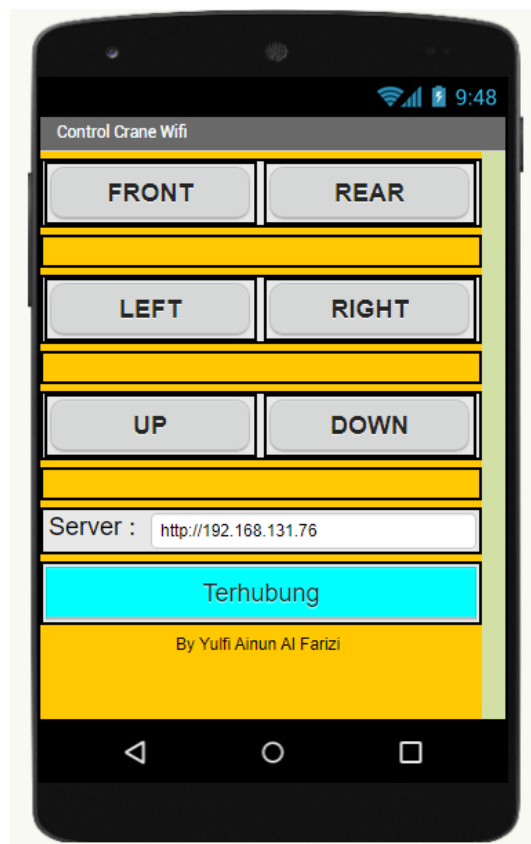 9:48
Control Crane Wifi
FRONT REAR
LEFT RIGHT
UP DOWN
Server : http://192.168.131.76
Terhubung
By Yulfi Ainun Al Farizi